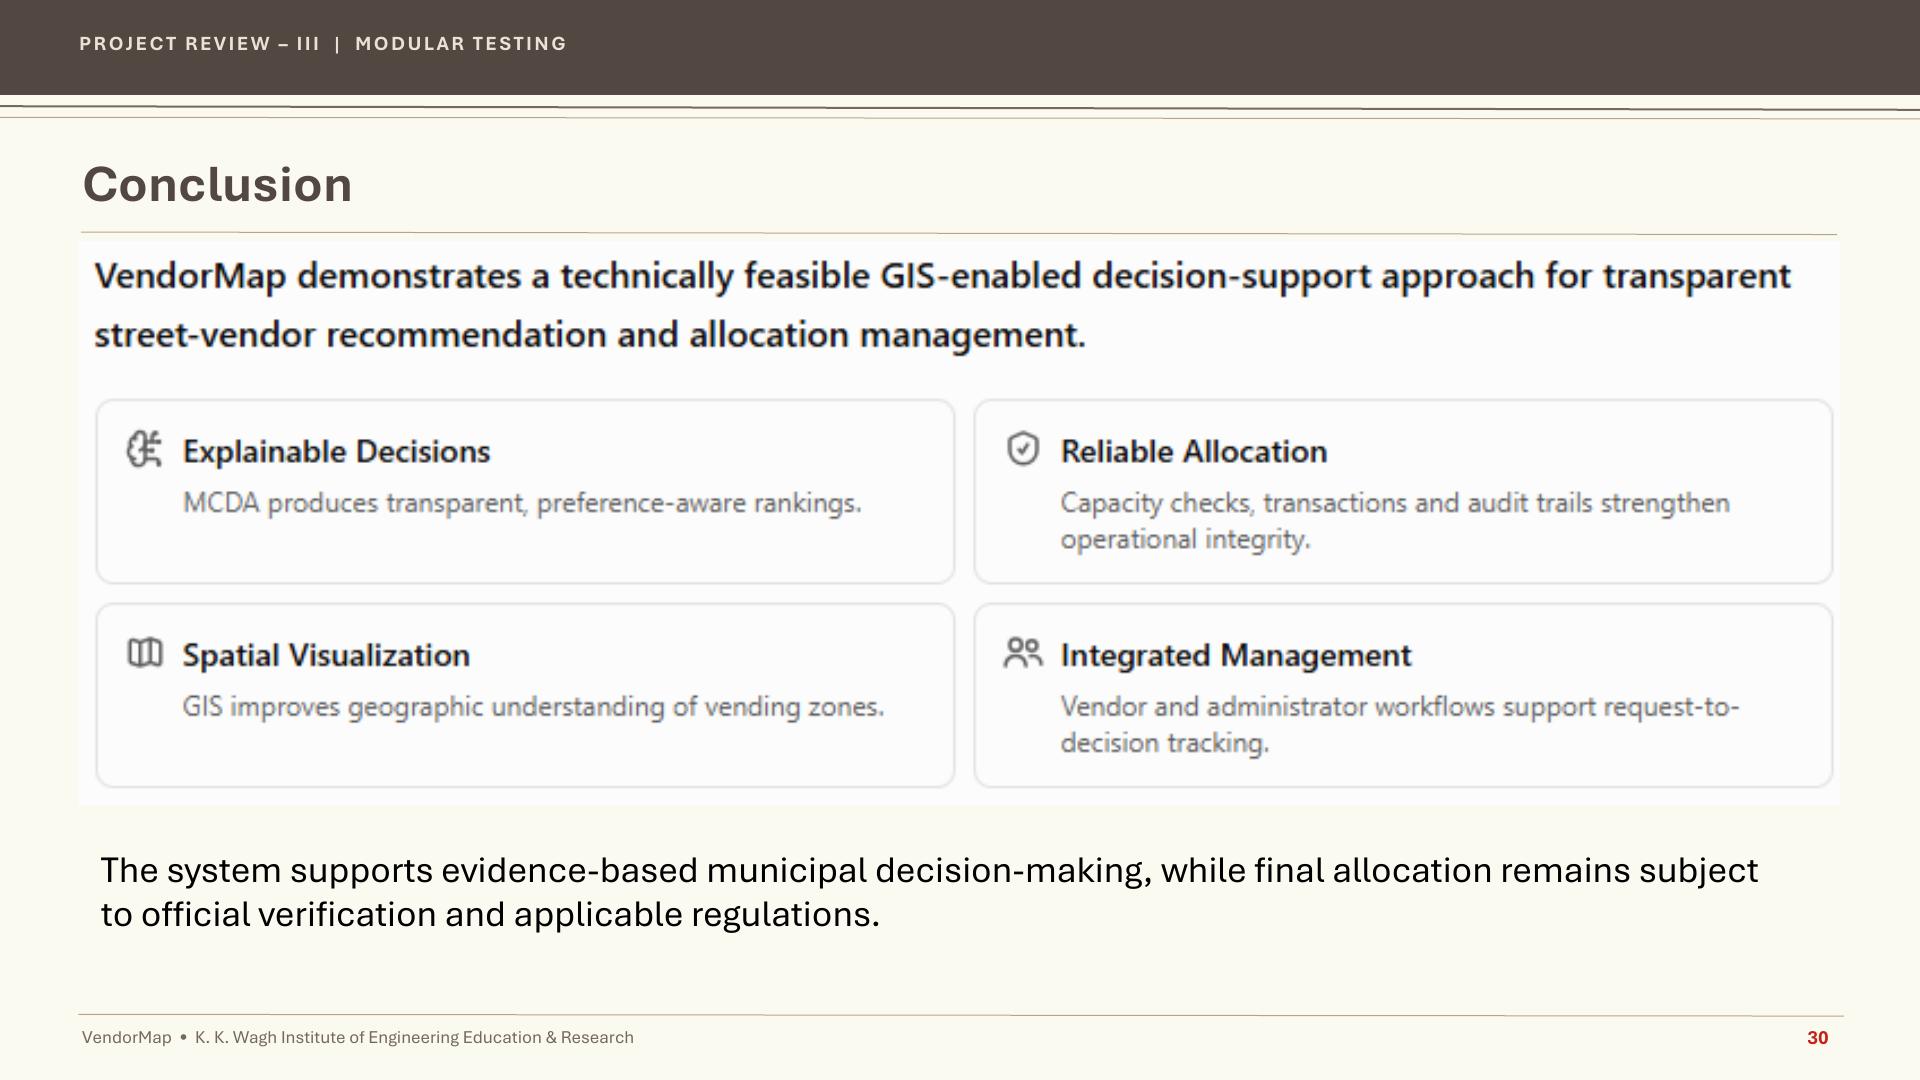 PROJECT REVIEW – III | MODULAR TESTING
Conclusion
VendorMap demonstrates a technically feasible GIS-enabled decision-support approach for transparent
street-vendor recommendation and allocation management.
Explainable Decisions
MCDA produces transparent, preference-aware rankings.
Reliable Allocation
Capacity checks, transactions and audit trails strengthen
operational integrity.
Spatial Visualization
GIS improves geographic understanding of vending zones.
Integrated Management
Vendor and administrator workflows support request-to-
decision tracking.
The system supports evidence-based municipal decision-making, while final allocation remains subject
to official verification and applicable regulations.
VendorMap • K. K. Wagh Institute of Engineering Education & Research
30